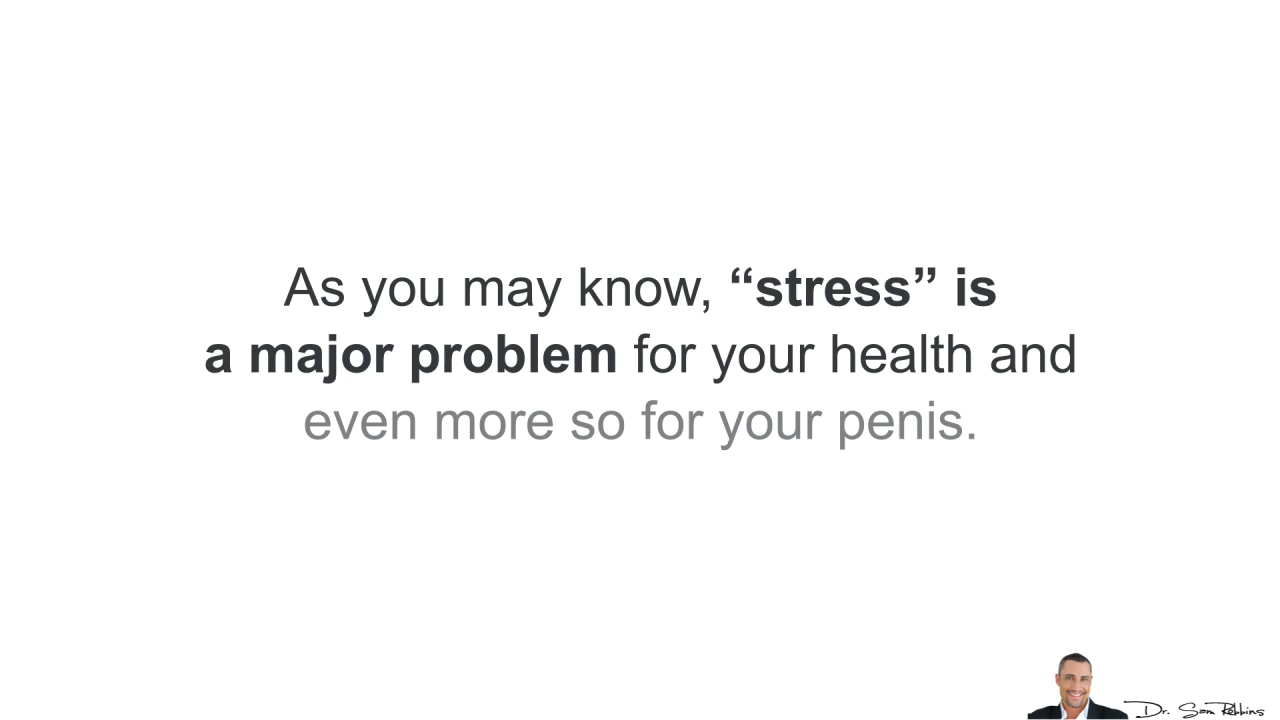 As you may know, “stress” is
a major problem for your health and
even more so for your penis.
Dr. Sam Robbins